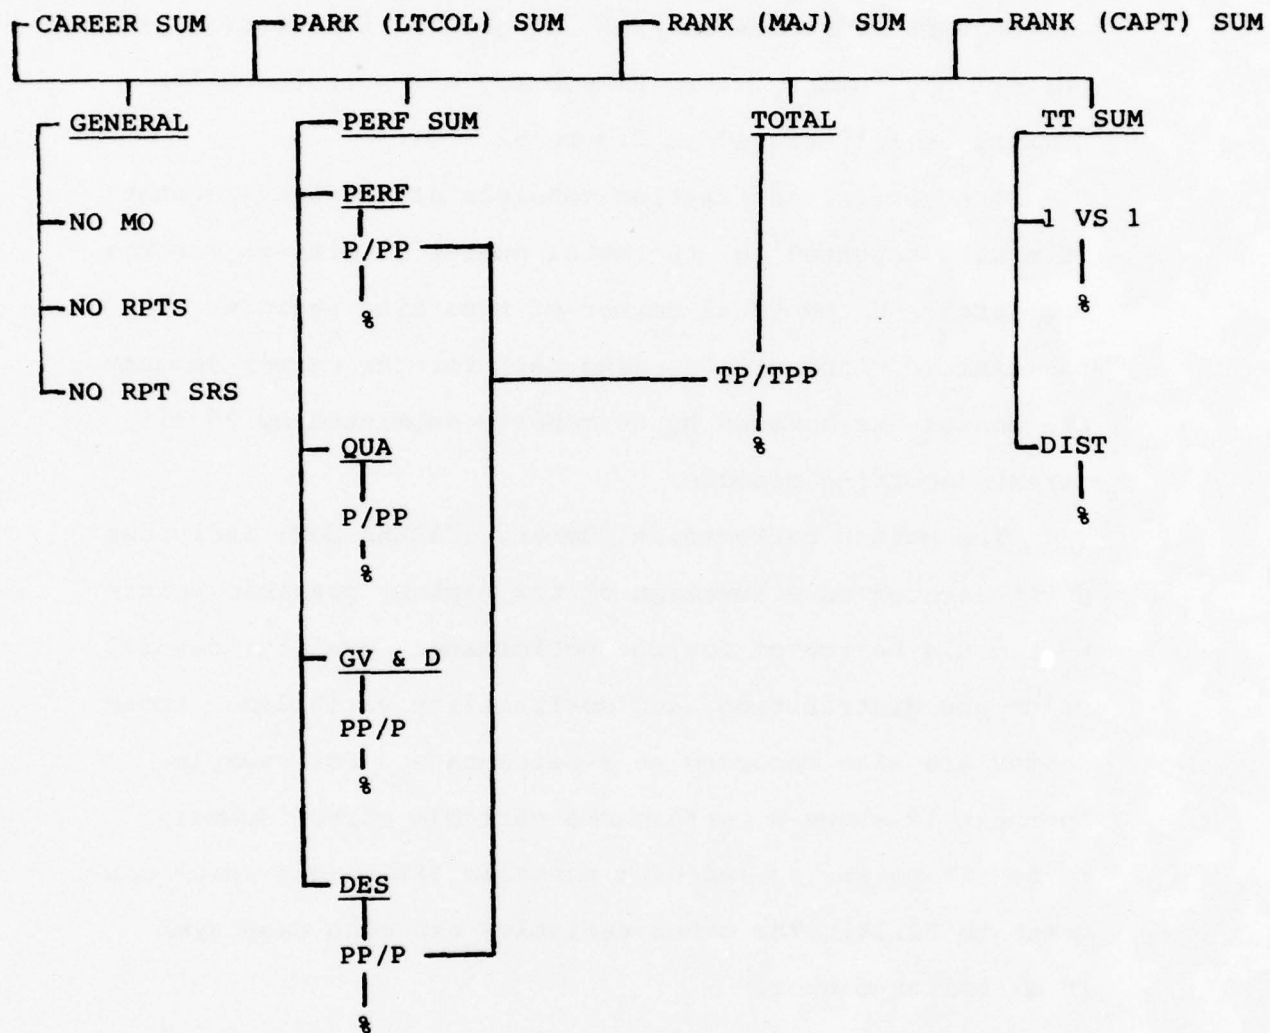 CAREER SUM PARK (LTCOL) SUM RANK (MAJ) SUM RANK (CAPT) SUM
GENERAL
NO MO
NO RPTS
NO RPT SRS
PERF SUM
PERF
P/PP
%
QUA
P/PP
%
GV & D
PP/P
%
DES
PP/P
%
TOTAL
TP/TPP
%
TT SUM
1 VS 1
%
DIST
%